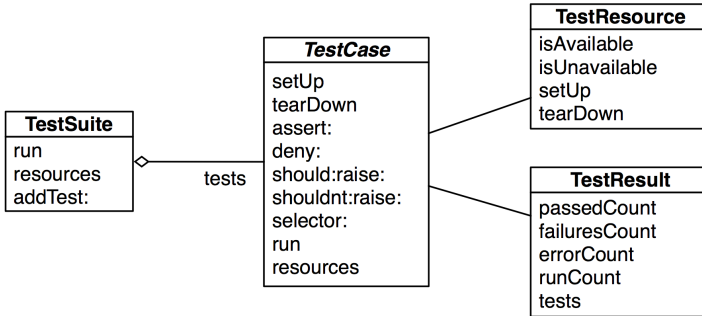 TestSuite
run
resources
addTest:
tests
TestCase
setUp
tearDown
assert:
deny:
should:raise:
shouldnt:raise:
selector:
run
resources
TestResource
isAvailable
isUnavailable
setUp
tearDown
TestResult
passedCount
failuresCount
errorCount
runCount
tests